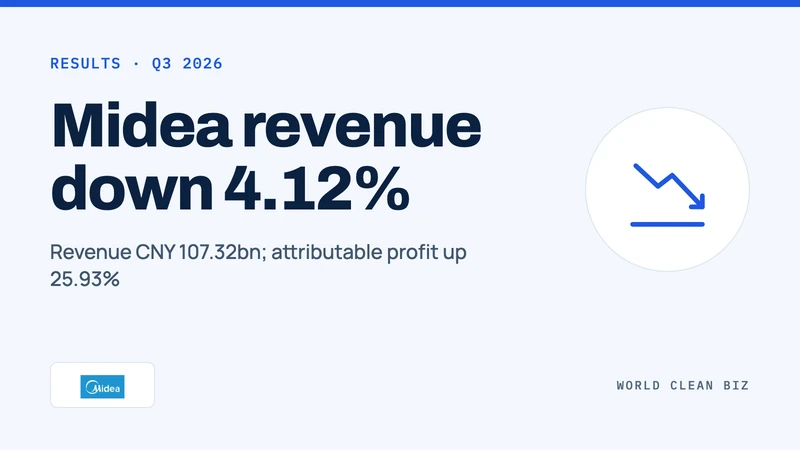 RESULTS · Q3 2026
Midea revenue
down 4.12%
Revenue CNY 107.32bn; attributable profit up
25.93%
Midea
WORLD CLEAN BIZ